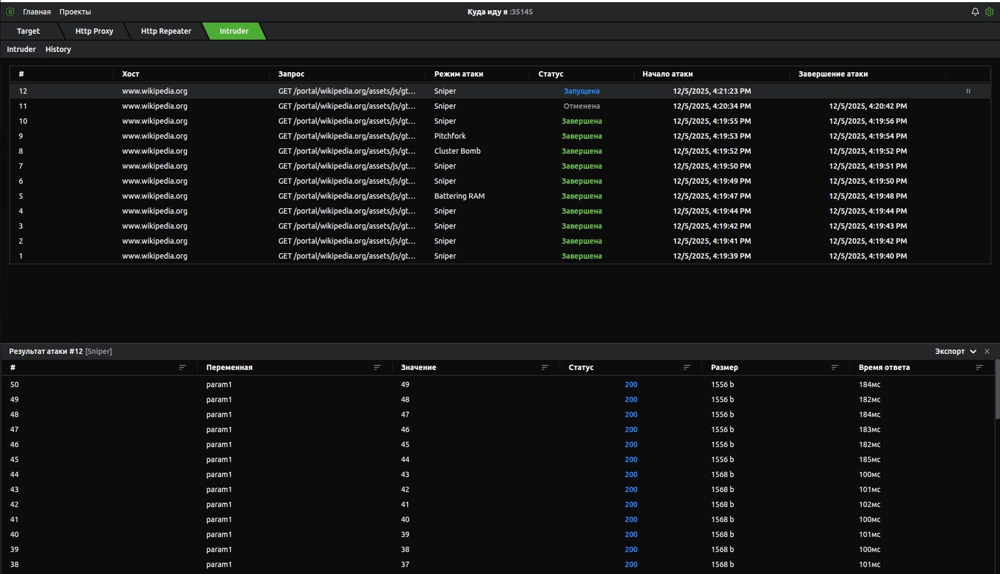 Главная Проекты Куда иду я :35145
Target Http Proxy Http Repeater Intruder
Intruder History
# Хост Запрос Режим атаки Статус Начало атаки Завершение атаки
12 www.wikipedia.org GET /portal/wikipedia.org/assets/js/gt... Sniper Запущена 12/5/2025, 4:21:23 PM
11 www.wikipedia.org GET /portal/wikipedia.org/assets/js/gt... Sniper Отменена 12/5/2025, 4:20:34 PM 12/5/2025, 4:20:42 PM
10 www.wikipedia.org GET /portal/wikipedia.org/assets/js/gt... Sniper Завершена 12/5/2025, 4:19:55 PM 12/5/2025, 4:19:56 PM
9 www.wikipedia.org GET /portal/wikipedia.org/assets/js/gt... Pitchfork Завершена 12/5/2025, 4:19:53 PM 12/5/2025, 4:19:54 PM
8 www.wikipedia.org GET /portal/wikipedia.org/assets/js/gt... Cluster Bomb Завершена 12/5/2025, 4:19:52 PM 12/5/2025, 4:19:52 PM
7 www.wikipedia.org GET /portal/wikipedia.org/assets/js/gt... Sniper Завершена 12/5/2025, 4:19:50 PM 12/5/2025, 4:19:51 PM
6 www.wikipedia.org GET /portal/wikipedia.org/assets/js/gt... Sniper Завершена 12/5/2025, 4:19:49 PM 12/5/2025, 4:19:50 PM
5 www.wikipedia.org GET /portal/wikipedia.org/assets/js/gt... Battering RAM Завершена 12/5/2025, 4:19:47 PM 12/5/2025, 4:19:48 PM
4 www.wikipedia.org GET /portal/wikipedia.org/assets/js/gt... Sniper Завершена 12/5/2025, 4:19:44 PM 12/5/2025, 4:19:44 PM
3 www.wikipedia.org GET /portal/wikipedia.org/assets/js/gt... Sniper Завершена 12/5/2025, 4:19:42 PM 12/5/2025, 4:19:43 PM
2 www.wikipedia.org GET /portal/wikipedia.org/assets/js/gt... Sniper Завершена 12/5/2025, 4:19:41 PM 12/5/2025, 4:19:42 PM
1 www.wikipedia.org GET /portal/wikipedia.org/assets/js/gt... Sniper Завершена 12/5/2025, 4:19:39 PM 12/5/2025, 4:19:40 PM
Результат атаки #12 [Sniper] Экспорт
# Переменная Значение Статус Размер Время ответа
50 param1 49 200 1556 b 184мс
49 param1 48 200 1556 b 182мс
48 param1 47 200 1556 b 184мс
47 param1 46 200 1556 b 183мс
46 param1 45 200 1556 b 182мс
45 param1 44 200 1556 b 185мс
44 param1 43 200 1568 b 100мс
43 param1 42 200 1568 b 101мс
42 param1 41 200 1568 b 102мс
41 param1 40 200 1568 b 100мс
40 param1 39 200 1568 b 101мс
39 param1 38 200 1568 b 100мс
38 param1 37 200 1568 b 101мс